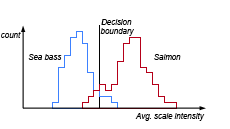 Decision
boundary
count
Sea bass
Salmon
Avg. scale intensity